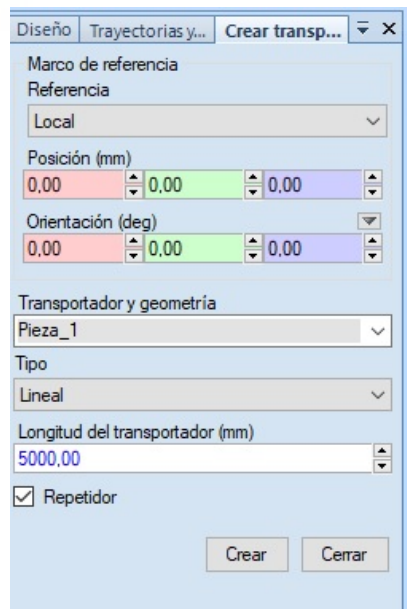 Diseño Trayectorias y... Crear transp...
Marco de referencia
Referencia
Local
Posición (mm)
0,00 0,00 0,00
Orientación (deg)
0,00 0,00 0,00
Transportador y geometría
Pieza_1
Tipo
Lineal
Longitud del transportador (mm)
5000,00
Repetidor
Crear Cerrar